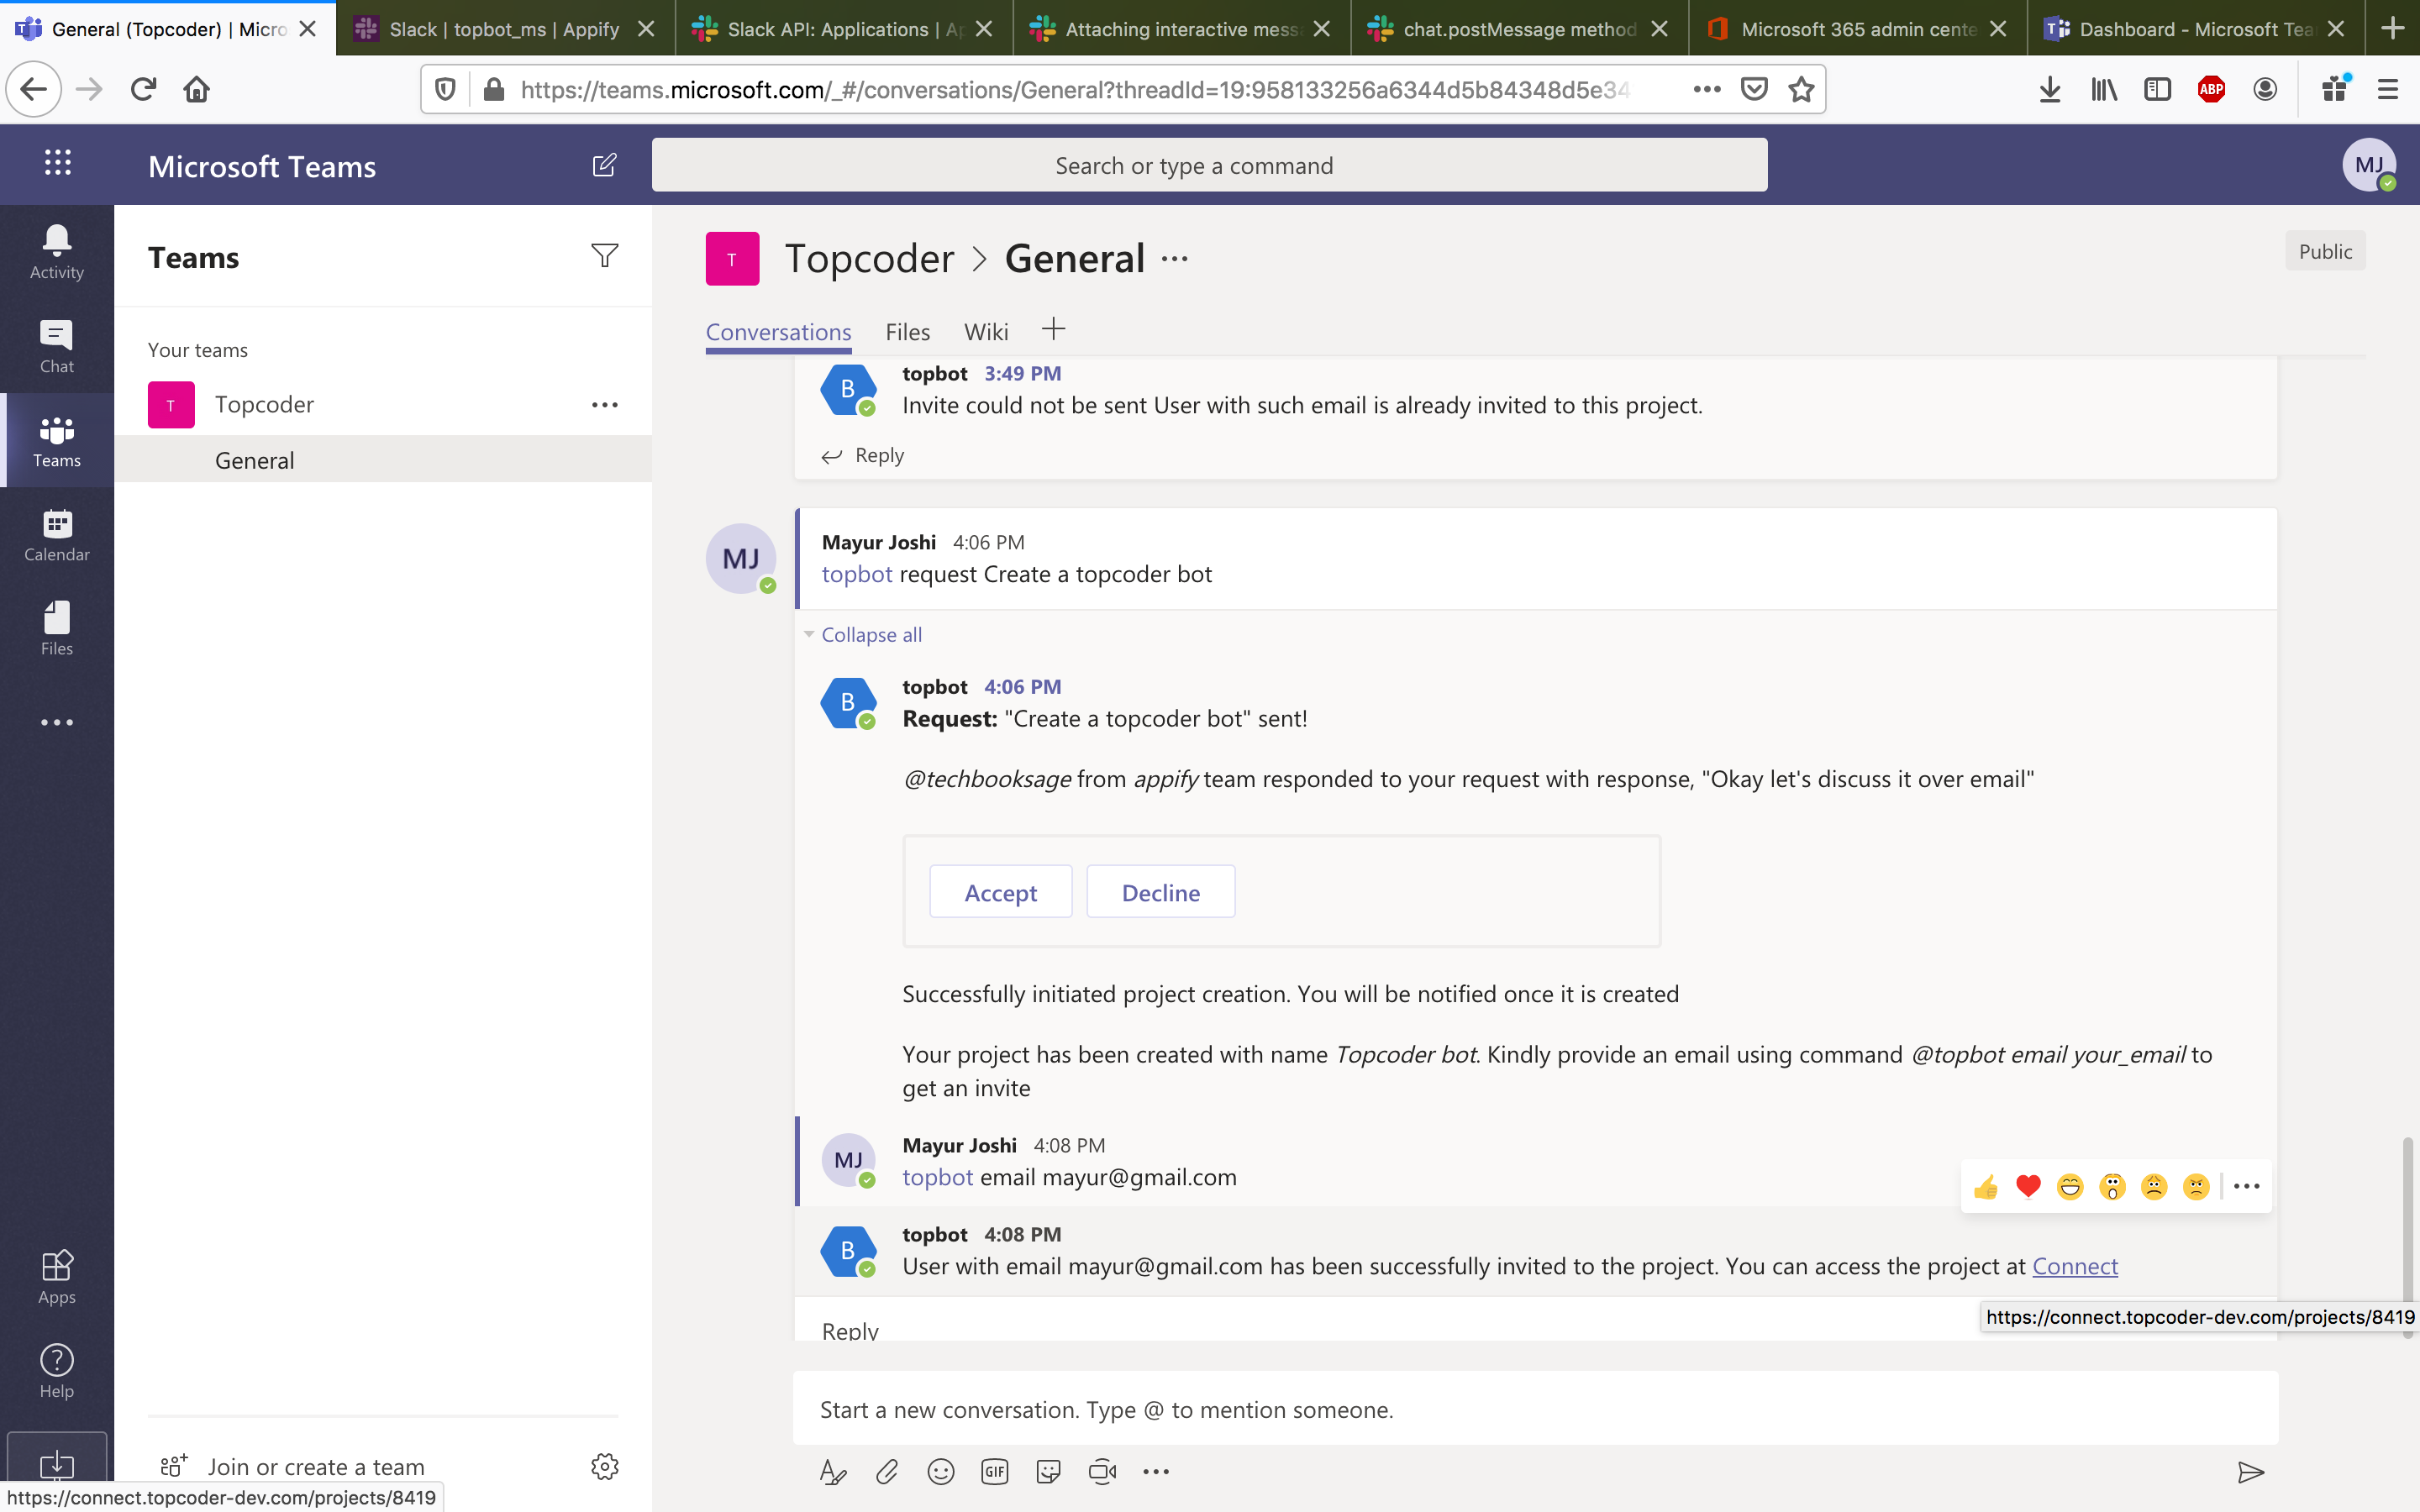 General (Topcoder) | Micro
Slack | topbot_ms | Appify
Slack API: Applications | Ap
Attaching interactive mess
chat.postMessage method
Microsoft 365 admin cente
Dashboard - Microsoft Tea
https://teams.microsoft.com/_#/conversations/General?threadId=19:958133256a6344d5b84348d5e34
ABP
Microsoft Teams
Search or type a command
MJ
Activity
Chat
Teams
Calendar
Files
Apps
Help
Teams
Your teams
T
Topcoder
General
Join or create a team
https://connect.topcoder-dev.com/projects/8419
T
Topcoder > General
Public
Conversations
Files
Wiki
B
topbot 3:49 PM
Invite could not be sent User with such email is already invited to this project.
Reply
MJ
Mayur Joshi 4:06 PM
topbot request Create a topcoder bot
Collapse all
B
topbot 4:06 PM
Request: "Create a topcoder bot" sent!
@techbooksage from appify team responded to your request with response, "Okay let's discuss it over email"
Accept
Decline
Successfully initiated project creation. You will be notified once it is created
Your project has been created with name Topcoder bot. Kindly provide an email using command @topbot email your_email to
get an invite
MJ
Mayur Joshi 4:08 PM
topbot email mayur@gmail.com
B
topbot 4:08 PM
User with email mayur@gmail.com has been successfully invited to the project. You can access the project at Connect
https://connect.topcoder-dev.com/projects/8419
Reply
Start a new conversation. Type @ to mention someone.
GIF